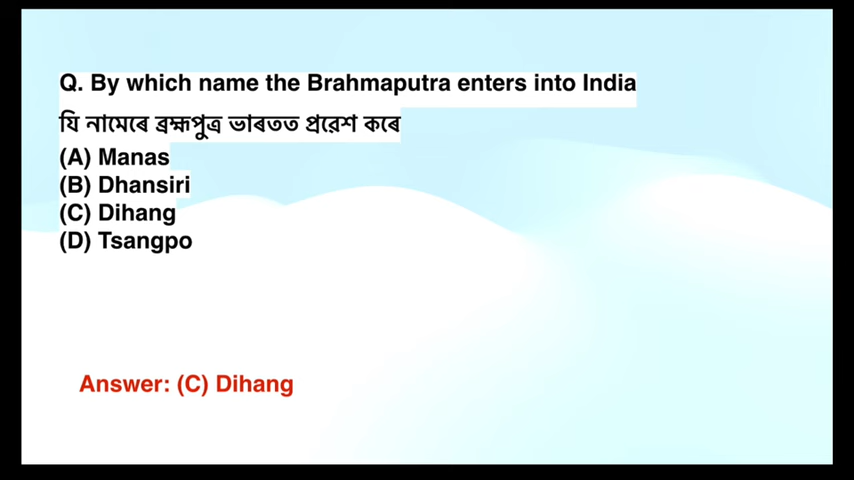 Q. By which name the Brahmaputra enters into India
যি নামেৰে ব্ৰহ্মপুত্ৰ ভাৰতত প্ৰৱেশ কৰে
(A) Manas
(B) Dhansiri
(C) Dihang
(D) Tsangpo
Answer: (C) Dihang